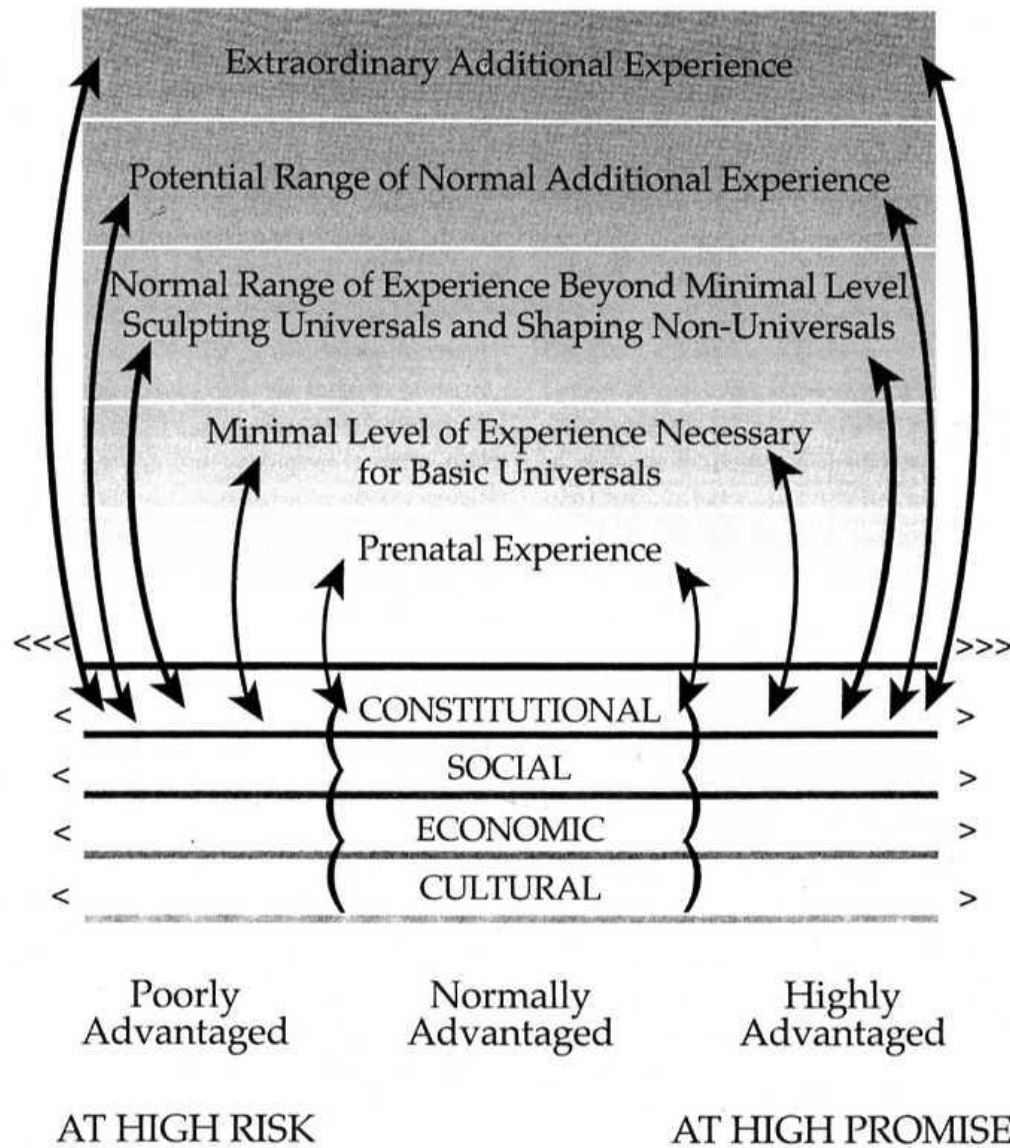 Extraordinary Additional Experience
Potential Range of Normal Additional Experience
Normal Range of Experience Beyond Minimal Level
Sculpting Universals and Shaping Non-Universals
Minimal Level of Experience Necessary
for Basic Universals
Prenatal Experience
<<< >>>
< CONSTITUTIONAL >
< SOCIAL >
< ECONOMIC >
< CULTURAL >
Poorly Normally Highly
Advantaged Advantaged Advantaged
AT HIGH RISK AT HIGH PROMISE